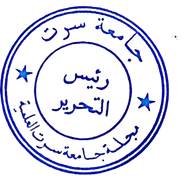 جامعة سرت
رئيس
التحرير
مجلة جامعة سرت العلمية